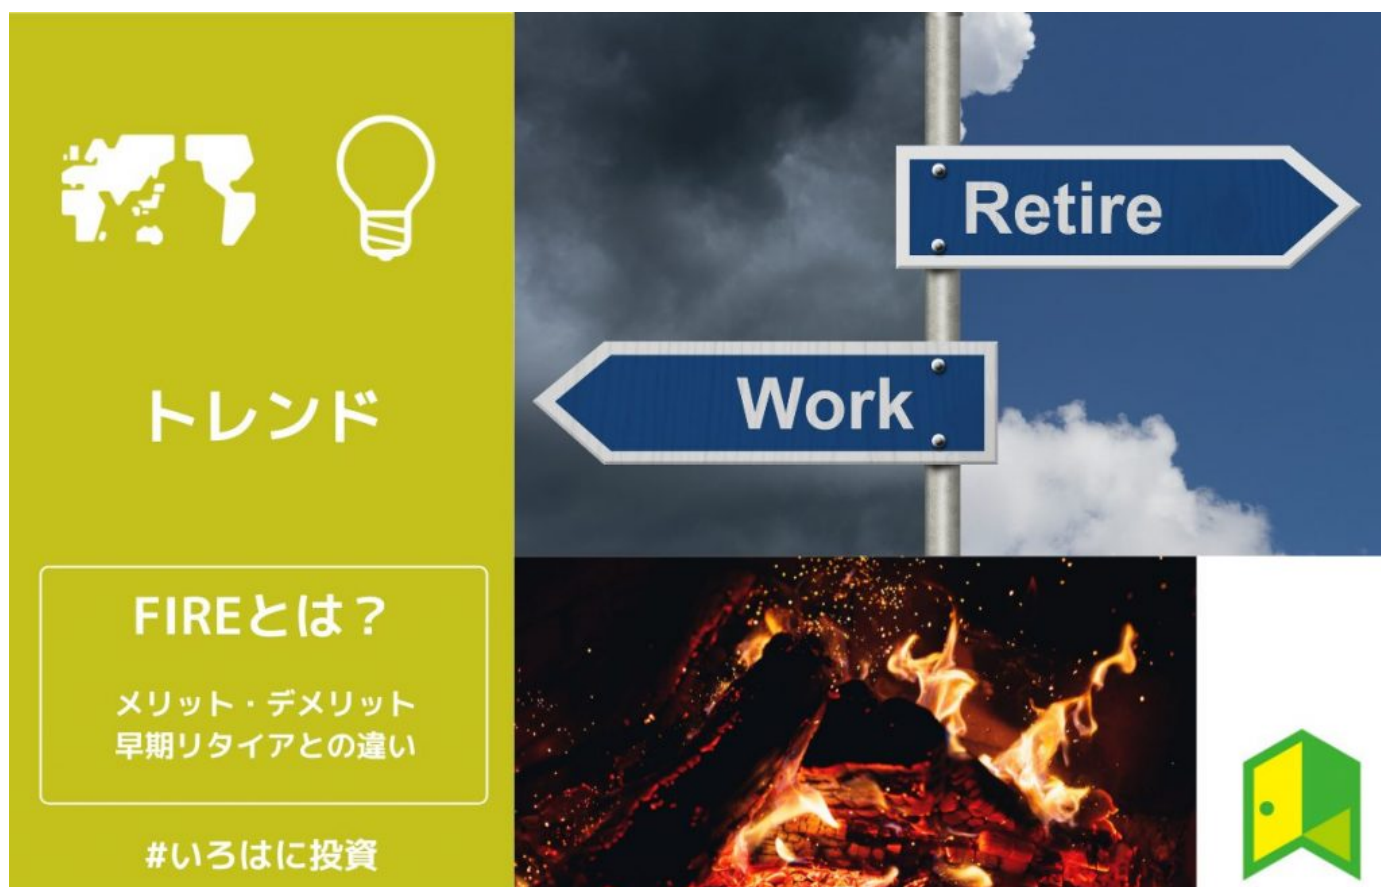 トレンド
FIREとは？
メリット・デメリット
早期リタイアとの違い
#いろはに投資
Retire
Work